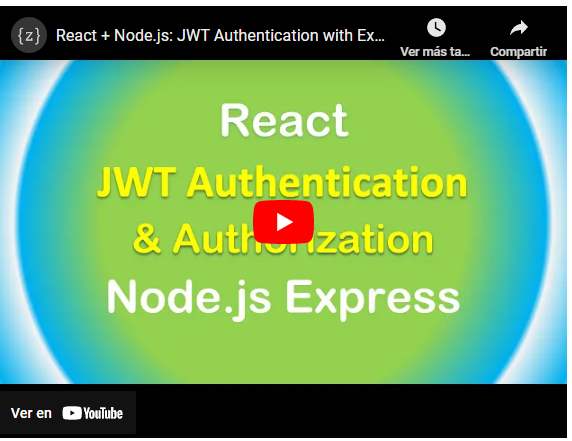 {z}
React + Node.js: JWT Authentication with Ex...
Ver más ta...
Compartir
React
JWT Authentication
& Authorization
Node.js Express
Ver en YouTube